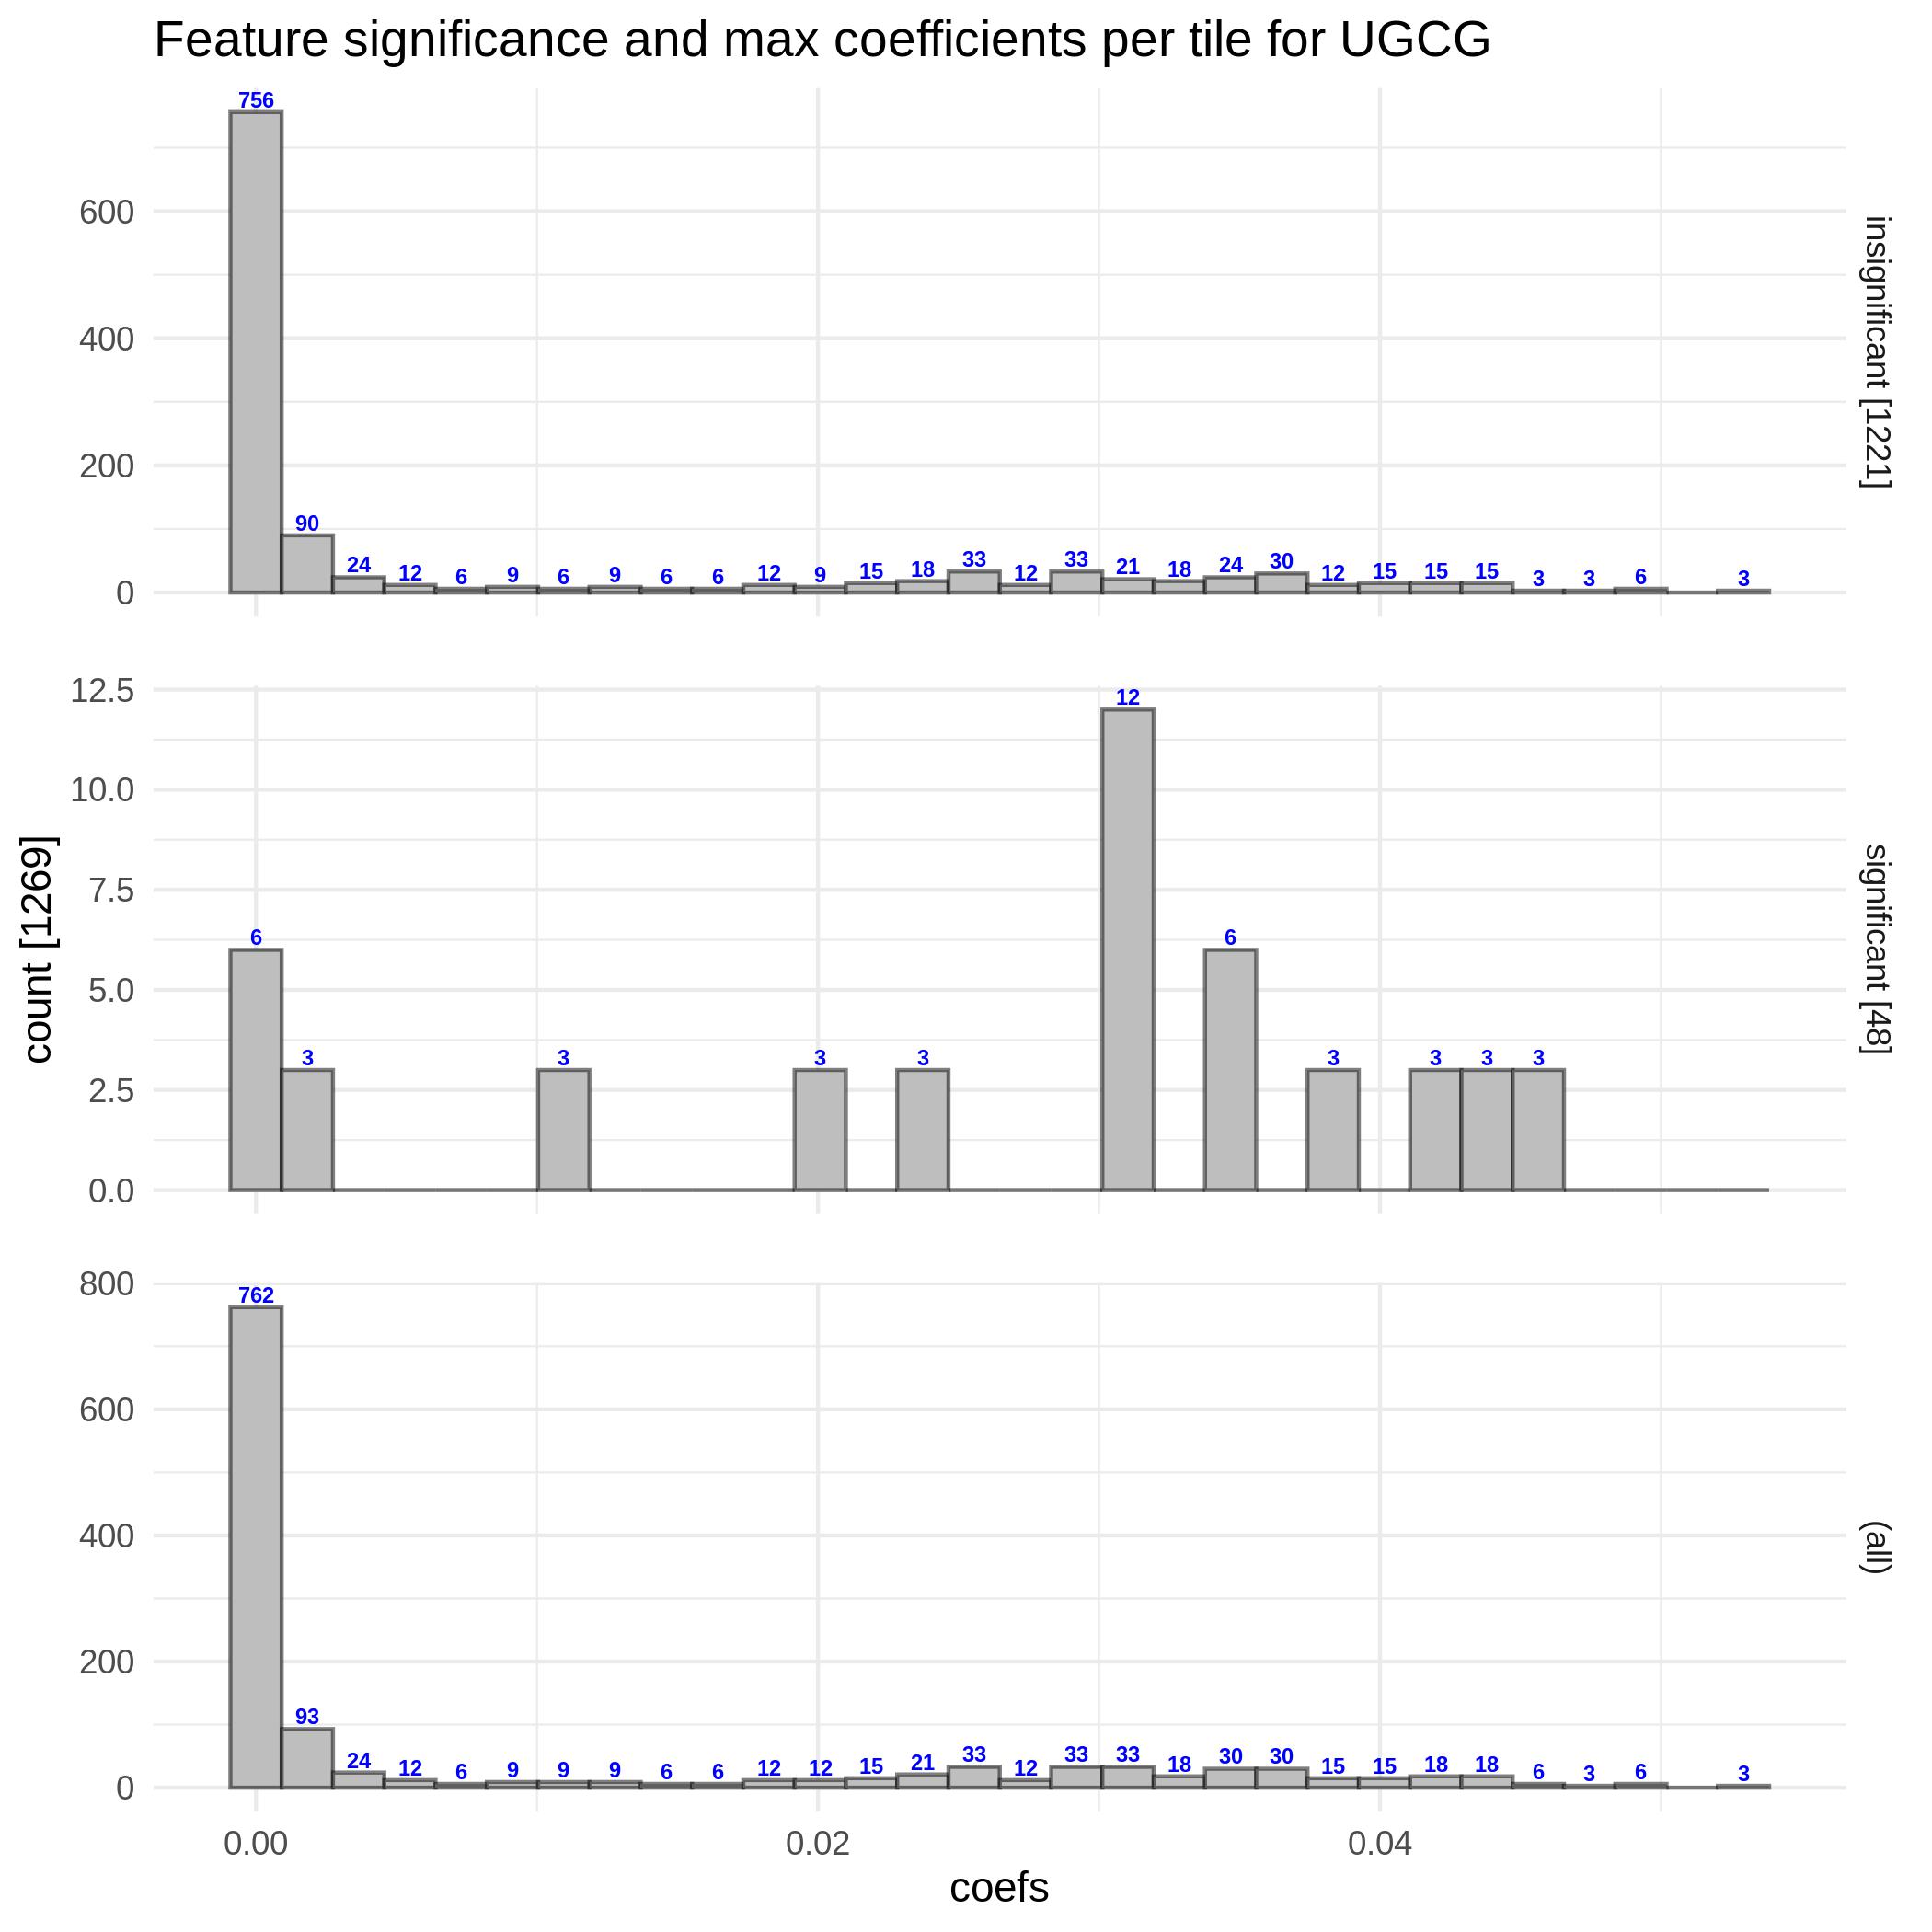 Feature significance and max coefficients per tile for UGCG
756
600
400
200
0
90 24 12 6 9 6 9 6 6 12 9 15 18 33 12 33 21 18 24 30 12 15 15 15 3 3 6 3
insignificant [1221]
count [1269]
12.5
10.0
7.5
5.0
2.5
0.0
6 3 3 3 3 12 6 3 3 3 3
significant [48]
800
762
600
400
200
0
93 24 12 6 9 9 9 6 6 12 12 15 21 33 12 33 33 18 30 30 15 15 18 18 6 3 6 3
(all)
0.00 0.02 0.04
coefs